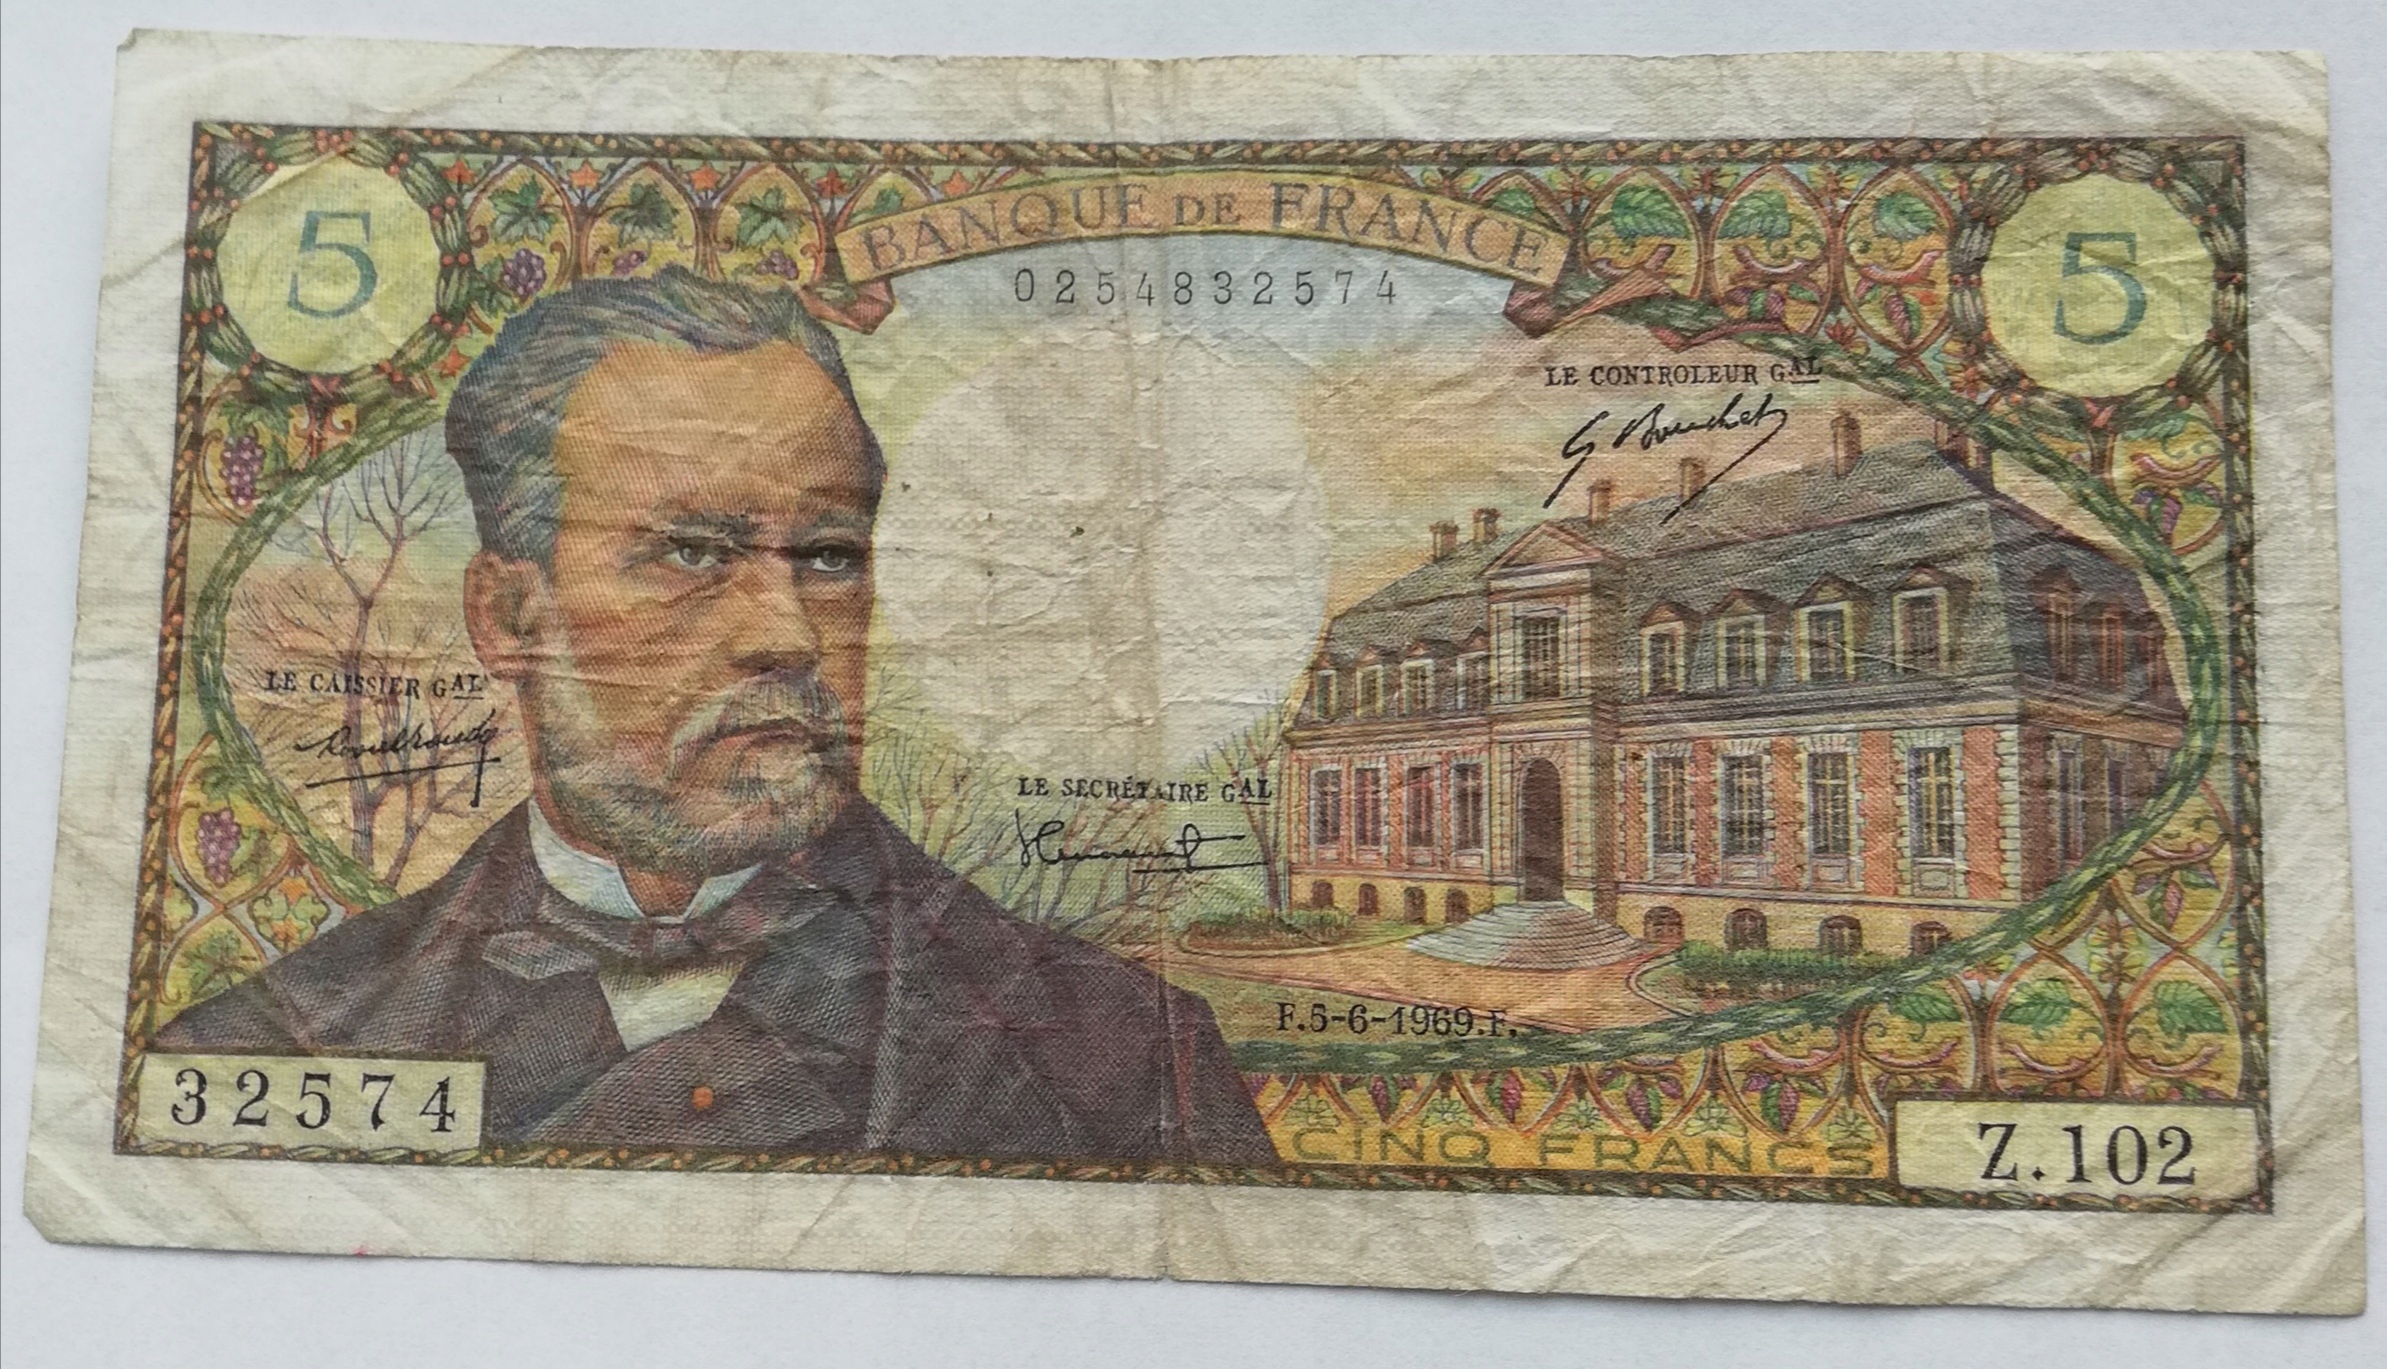 5
BANQUE DE FRANCE
5
0254832574
LE CONTROLEUR GAL
G Bouchet
LE CAISSIER GAL
LE SECRÉTAIRE GAL
F.5-6-1969.F.
32574
CINQ FRANCS
Z.102